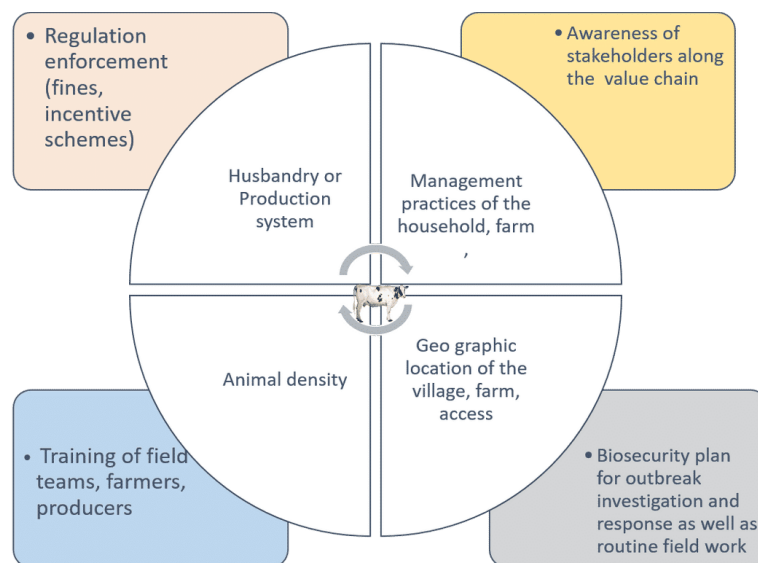 • Regulation
enforcement
(fines,
incentive
schemes)
• Awareness of
stakeholders along
the value chain
Husbandry or
Production
system
Management
practices of the
household, farm
,
Animal density
Geo graphic
location of the
village, farm,
access
• Training of field
teams, farmers,
producers
• Biosecurity plan
for outbreak
investigation and
response as well as
routine field work